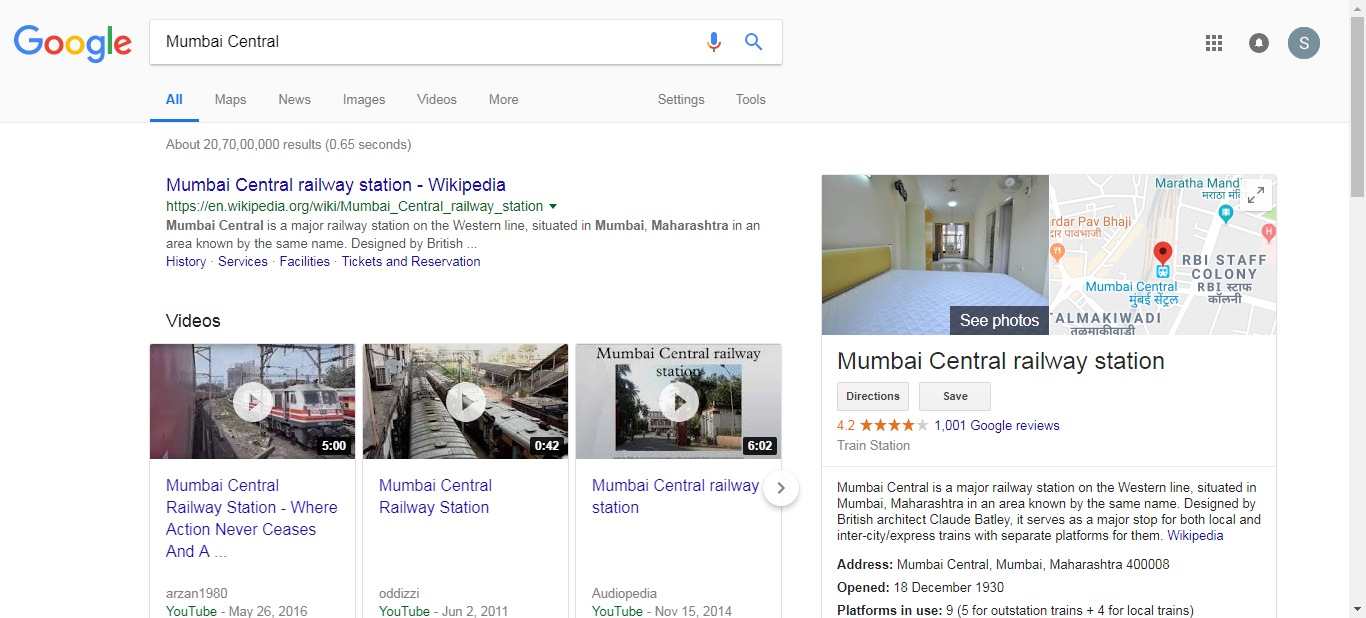 Google
Mumbai Central
S
All Maps News Images Videos More Settings Tools
About 20,70,00,000 results (0.65 seconds)
Mumbai Central railway station - Wikipedia
https://en.wikipedia.org/wiki/Mumbai_Central_railway_station
Mumbai Central is a major railway station on the Western line, situated in Mumbai, Maharashtra in an
area known by the same name. Designed by British ...
History · Services · Facilities · Tickets and Reservation
Videos
5:00
Mumbai Central
Railway Station - Where
Action Never Ceases
And A ...
arzan1980
YouTube - May 26, 2016
0:42
Mumbai Central
Railway Station
oddizzi
YouTube - Jun 2, 2011
Mumbai Central railway
station
6:02
Mumbai Central railway
station
Audiopedia
YouTube - Nov 15, 2014
See photos
Maratha Mandi
मराठा मंदि
rdar Pav Bhaji
दार पावभाजी
H
RBI STAFF
COLONY
RBI स्टाफ
कॉलनी
Mumbai Central
मुंबई सेंट्रल
TALMAKIWADI
तळमाकीवाडी
Mumbai Central railway station
Directions Save
4.2 1,001 Google reviews
Train Station
Mumbai Central is a major railway station on the Western line, situated in
Mumbai, Maharashtra in an area known by the same name. Designed by
British architect Claude Batley, it serves as a major stop for both local and
inter-city/express trains with separate platforms for them. Wikipedia
Address: Mumbai Central, Mumbai, Maharashtra 400008
Opened: 18 December 1930
Platforms in use: 9 (5 for outstation trains + 4 for local trains)